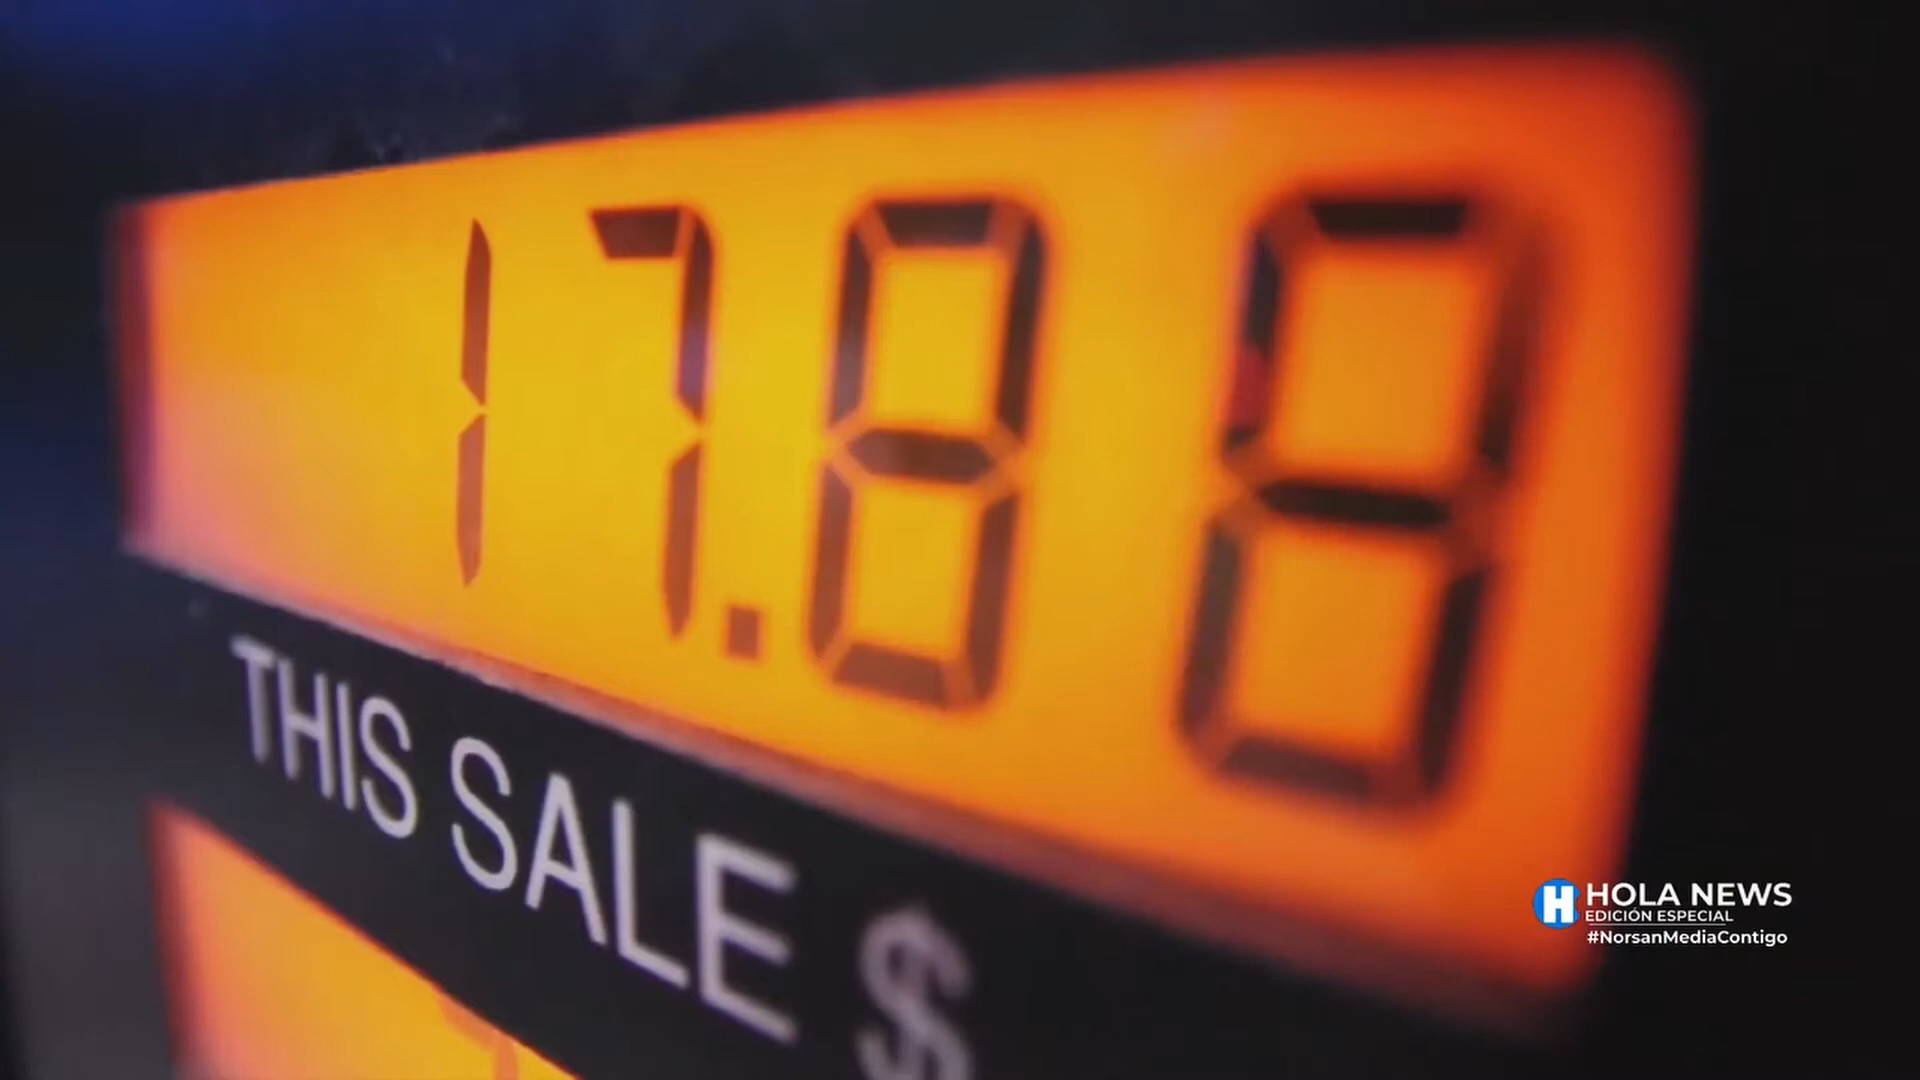 17.88
THIS SALE $
H HOLA NEWS
EDICIÓN ESPECIAL
#NorsanMediaContigo